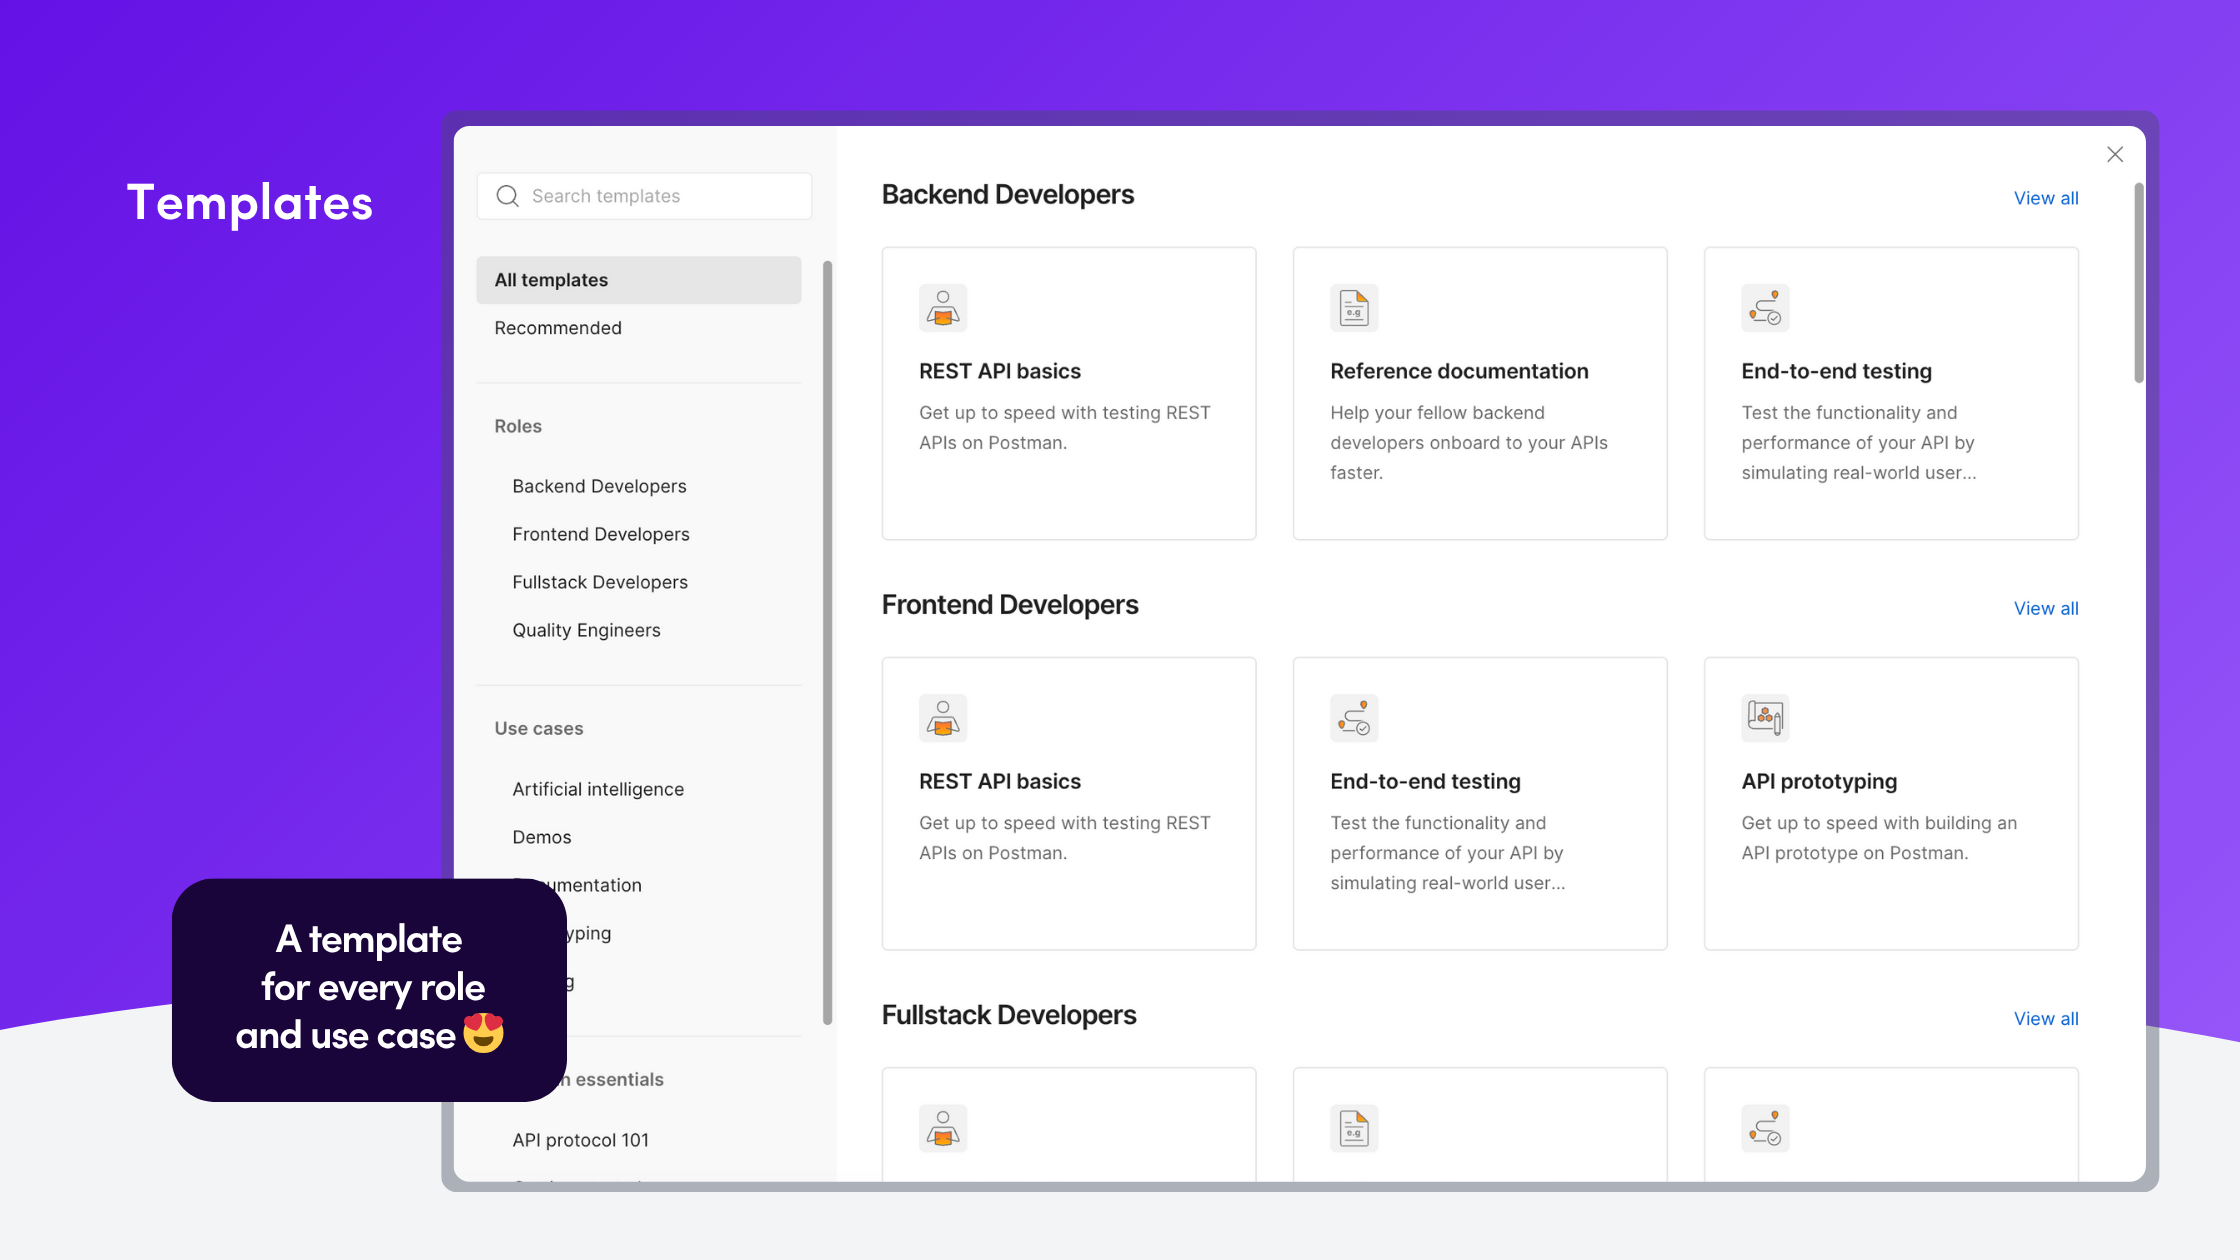 Templates
Search templates
All templates
Recommended
Roles
Backend Developers
Frontend Developers
Fullstack Developers
Quality Engineers
Use cases
Artificial intelligence
Demos
A template
for every role
and use case😍
essentials
API protocol 101
Backend Developers
View all
REST API basics
Get up to speed with testing REST
APIs on Postman.
e.g
Reference documentation
Help your fellow backend
developers onboard to your APIs
faster.
End-to-end testing
Test the functionality and
performance of your API by
simulating real-world user...
Frontend Developers
View all
REST API basics
Get up to speed with testing REST
APIs on Postman.
End-to-end testing
Test the functionality and
performance of your API by
simulating real-world user...
API prototyping
Get up to speed with building an
API prototype on Postman.
Fullstack Developers
View all
e.g